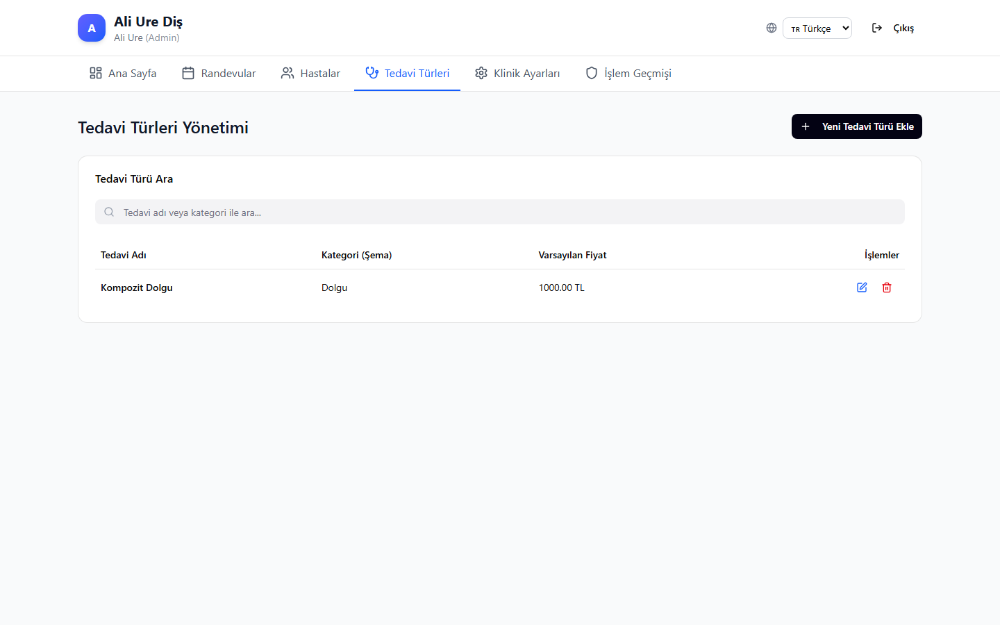 A
Ali Ure Diş
Ali Ure (Admin)
TR Türkçe
Çıkış
Ana Sayfa
Randevular
Hastalar
Tedavi Türleri
Klinik Ayarları
İşlem Geçmişi
Tedavi Türleri Yönetimi
Yeni Tedavi Türü Ekle
Tedavi Türü Ara
Tedavi adı veya kategori ile ara...
Tedavi Adı
Kategori (Şema)
Varsayılan Fiyat
İşlemler
Kompozit Dolgu
Dolgu
1000.00 TL